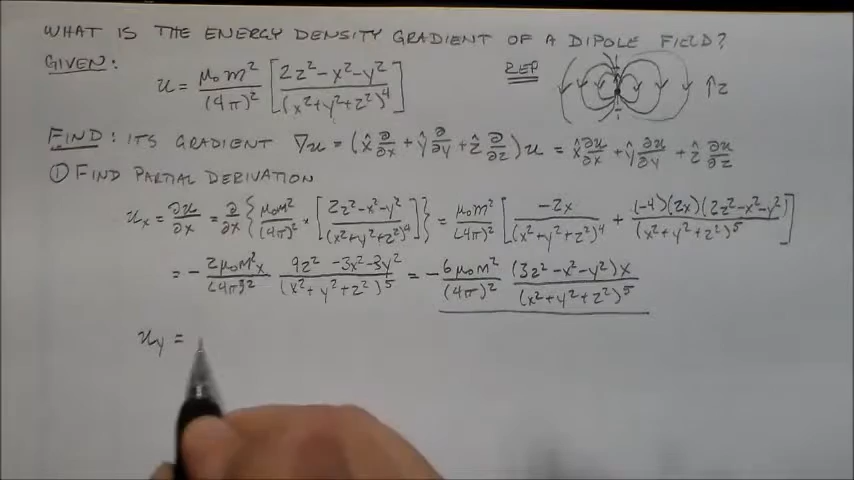 WHAT IS THE ENERGY DENSITY GRADIENT OF A DIPOLE FIELD?
GIVEN: u = μ₀m²/(4π)² [ (2z²-x²-y²)/(x²+y²+z²)⁴ ] REP ↑z
FIND: ITS GRADIENT ∇u = (x̂ ∂/∂x + ŷ ∂/∂y + ẑ ∂/∂z)u = x̂ ∂u/∂x + ŷ ∂u/∂y + ẑ ∂u/∂z
① FIND PARTIAL DERIVATION
u_x = ∂u/∂x = ∂/∂x { μ₀m²/(4π)² × [ (2z²-x²-y²)/(x²+y²+z²)⁴ ] } = μ₀m²/(4π)² [ -2x/(x²+y²+z²)⁴ + (-4)(2x)(2z²-x²-y²)/(x²+y²+z²)⁵ ]
= - 2μ₀m²x/(4π)² (9z² -3x²-3y²)/(x²+y²+z²)⁵ = - 6μ₀m²/(4π)² (3z²-x²-y²)x/(x²+y²+z²)⁵
u_y =